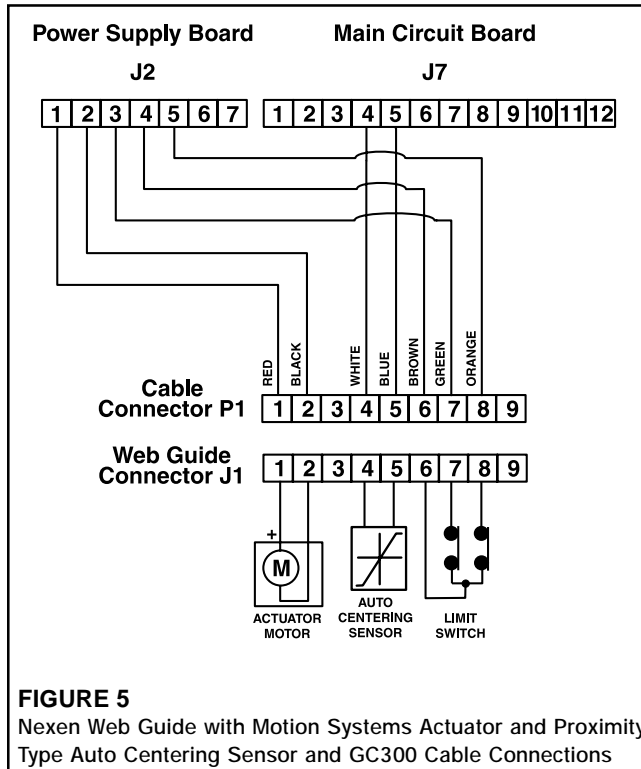 Power Supply Board
Main Circuit Board
J2
J7
1 2 3 4 5 6 7
1 2 3 4 5 6 7 8 9 10 11 12
RED
BLACK
WHITE
BLUE
BROWN
GREEN
ORANGE
Cable
Connector P1
1 2 3 4 5 6 7 8 9
Web Guide
Connector J1
1 2 3 4 5 6 7 8 9
+
M
ACTUATOR
MOTOR
AUTO
CENTERING
SENSOR
LIMIT
SWITCH
FIGURE 5
Nexen Web Guide with Motion Systems Actuator and Proximity
Type Auto Centering Sensor and GC300 Cable Connections